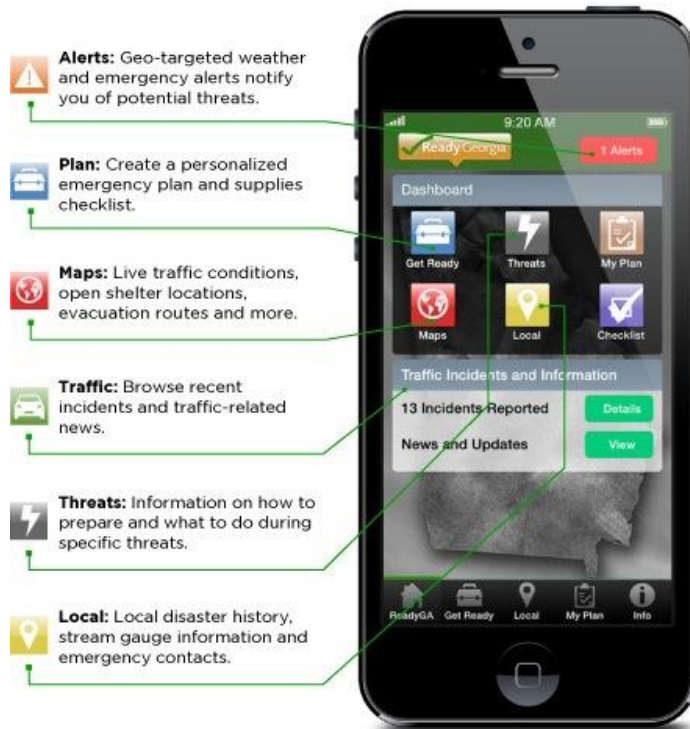 Alerts: Geo-targeted weather
and emergency alerts notify
you of potential threats.
Plan: Create a personalized
emergency plan and supplies
checklist.
Maps: Live traffic conditions,
open shelter locations,
evacuation routes and more.
Traffic: Browse recent
incidents and traffic-related
news.
Threats: Information on how to
prepare and what to do during
specific threats.
Local: Local disaster history,
stream gauge information and
emergency contacts.
9:20 AM
ReadyGeorgia
1 Alerts
Dashboard
Get Ready Threats My Plan
Maps Local Checklist
Traffic Incidents and Information
13 Incidents Reported Details
News and Updates View
ReadyGA Get Ready Local My Plan Info